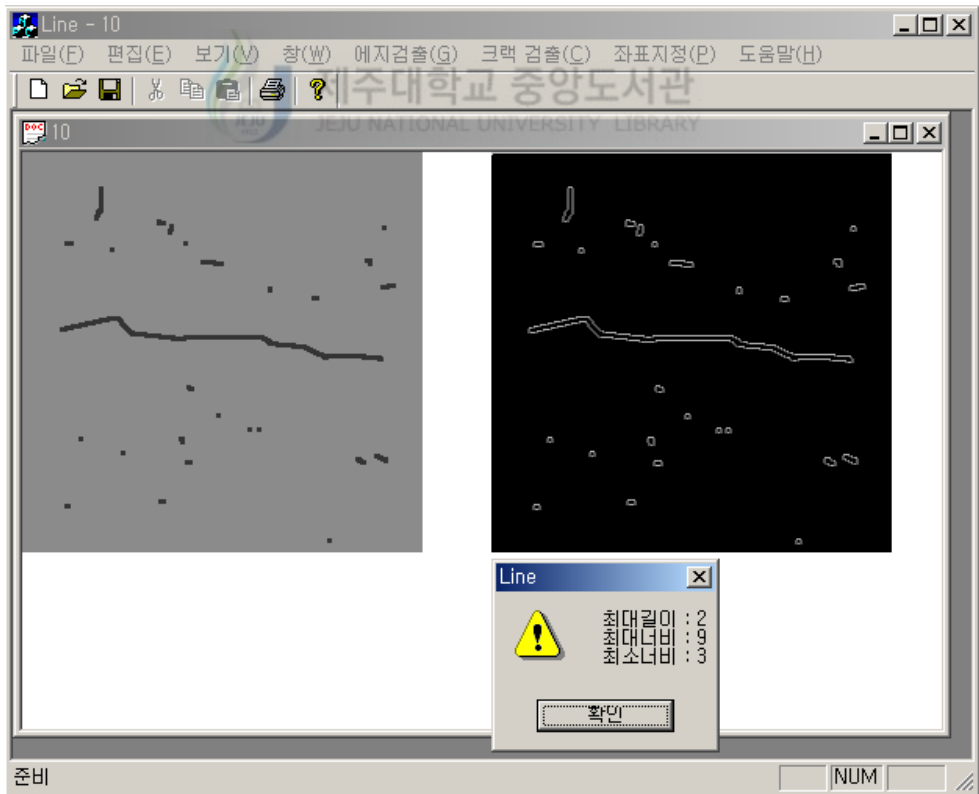 Line - 10
파일(F) 편집(E) 보기(V) 창(W) 에지검출(G) 크랙 검출(C) 좌표지정(P) 도움말(H)
제주대학교 중앙도서관
JEJU NATIONAL UNIVERSITY LIBRARY
DOC 10
Line
최대길이 : 2
최대너비 : 9
최소너비 : 3
확인
준비
NUM